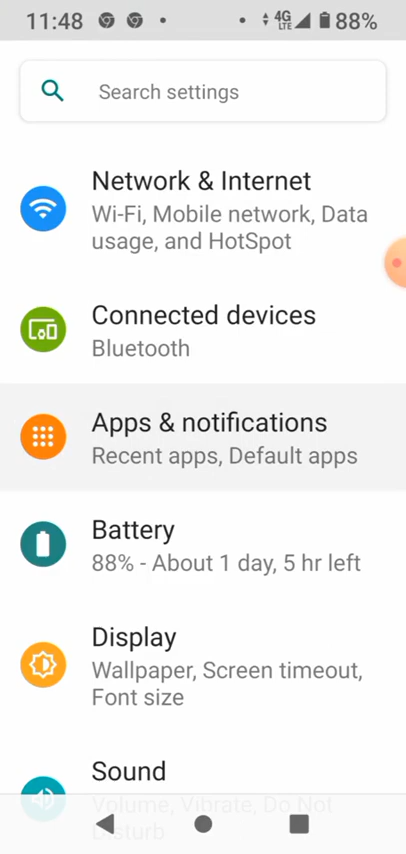 11:48 4G LTE 88%
Search settings
Network & Internet
Wi-Fi, Mobile network, Data
usage, and HotSpot
Connected devices
Bluetooth
Apps & notifications
Recent apps, Default apps
Battery
88% - About 1 day, 5 hr left
Display
Wallpaper, Screen timeout,
Font size
Sound
Volume, Vibrate, Do Not
Disturb